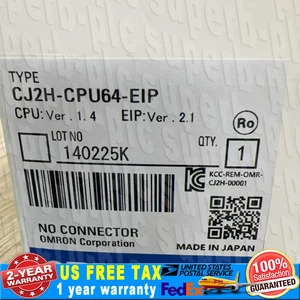 TYPE
CJ2H-CPU64-EIP
CPU:Ver. 1.4 EIP:Ver. 2.1
Ro
LOT NO QTY.
140225K 1
KCC-REM-OMR-
CJ2H-00001
NO CONNECTOR
OMRON Corporation
MADE IN JAPAN
2-YEAR
WARRANTY
US FREE TAX
1 year warranty
UNITED STATES
POSTAL SERVICE
FedEx
100%
Satisfaction
GUARANTEED